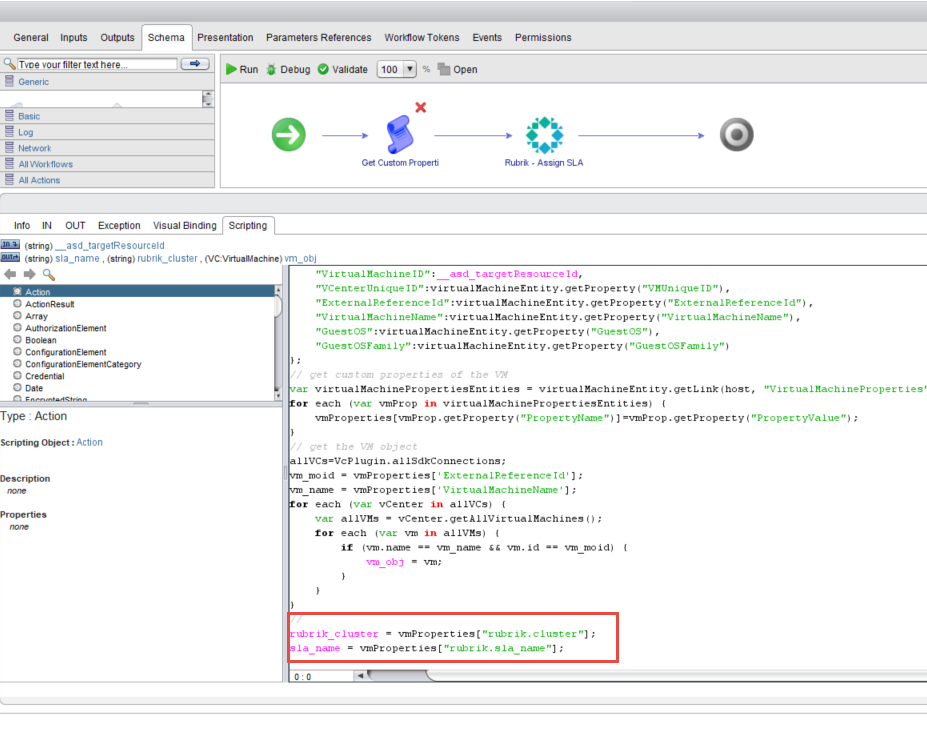 General Inputs Outputs Schema Presentation Parameters References Workflow Tokens Events Permissions
Type your filter text here...
Generic
Basic
Log
Network
All Workflows
All Actions
Run Debug Validate 100 % Open
Get Custom Properti
Rubrik - Assign SLA
Info IN OUT Exception Visual Binding Scripting
(string) __asd_targetResourceId
(string) sla_name , (string) rubrik_cluster , (VC:VirtualMachine) vm_obj
Action
ActionResult
Array
AuthorizationElement
Boolean
ConfigurationElement
ConfigurationElementCategory
Credential
Date
EncryptedString
Type : Action
Scripting Object : Action
Description
none
Properties
none
"VirtualMachineID":__asd_targetResourceId,
"VCenterUniqueID":virtualMachineEntity.getProperty("VMUniqueID"),
"ExternalReferenceId":virtualMachineEntity.getProperty("ExternalReferenceId"),
"VirtualMachineName":virtualMachineEntity.getProperty("VirtualMachineName"),
"GuestOS":virtualMachineEntity.getProperty("GuestOS"),
"GuestOSFamily":virtualMachineEntity.getProperty("GuestOSFamily")
};
// get custom properties of the VM
var virtualMachinePropertiesEntities = virtualMachineEntity.getLink(host, "VirtualMachineProperties"
for each (var vmProp in virtualMachinePropertiesEntities) {
vmProperties[vmProp.getProperty("PropertyName")]=vmProp.getProperty("PropertyValue");
}
// get the VM object
allVCs=VcPlugin.allSdkConnections;
vm_moid = vmProperties['ExternalReferenceId'];
vm_name = vmProperties['VirtualMachineName'];
for each (var vCenter in allVCs) {
var allVMs = vCenter.getAllVirtualMachines();
for each (var vm in allVMs) {
if (vm.name == vm_name && vm.id == vm_moid) {
vm_obj = vm;
}
}
}
//
rubrik_cluster = vmProperties["rubrik.cluster"];
sla_name = vmProperties["rubrik.sla_name"];
0 : 0